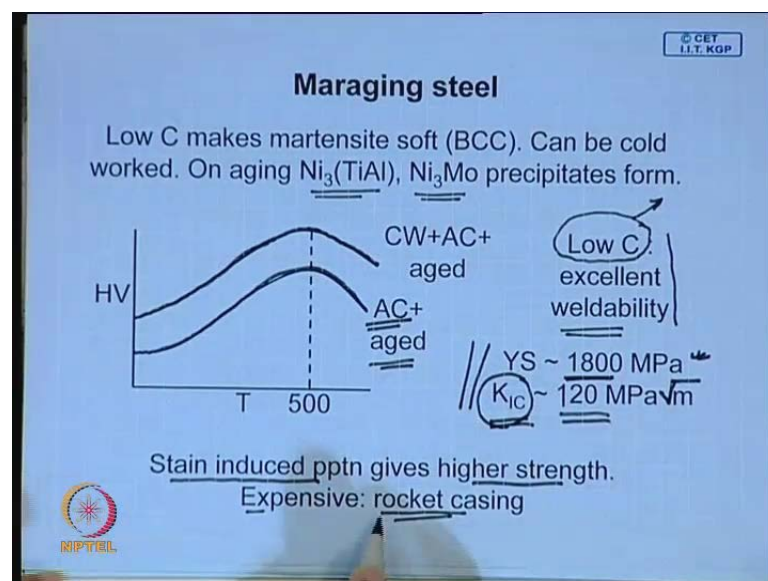 © CET
I.I.T. KGP
Maraging steel
Low C makes martensite soft (BCC). Can be cold
worked. On aging Ni₃(TiAl), Ni₃Mo precipitates form.
CW+AC+
aged
HV
AC+
aged
T 500
Low C:
excellent
weldability
YS ~ 1800 MPa
K_IC ~ 120 MPa√m
Stain induced pptn gives higher strength.
Expensive: rocket casing
NPTEL